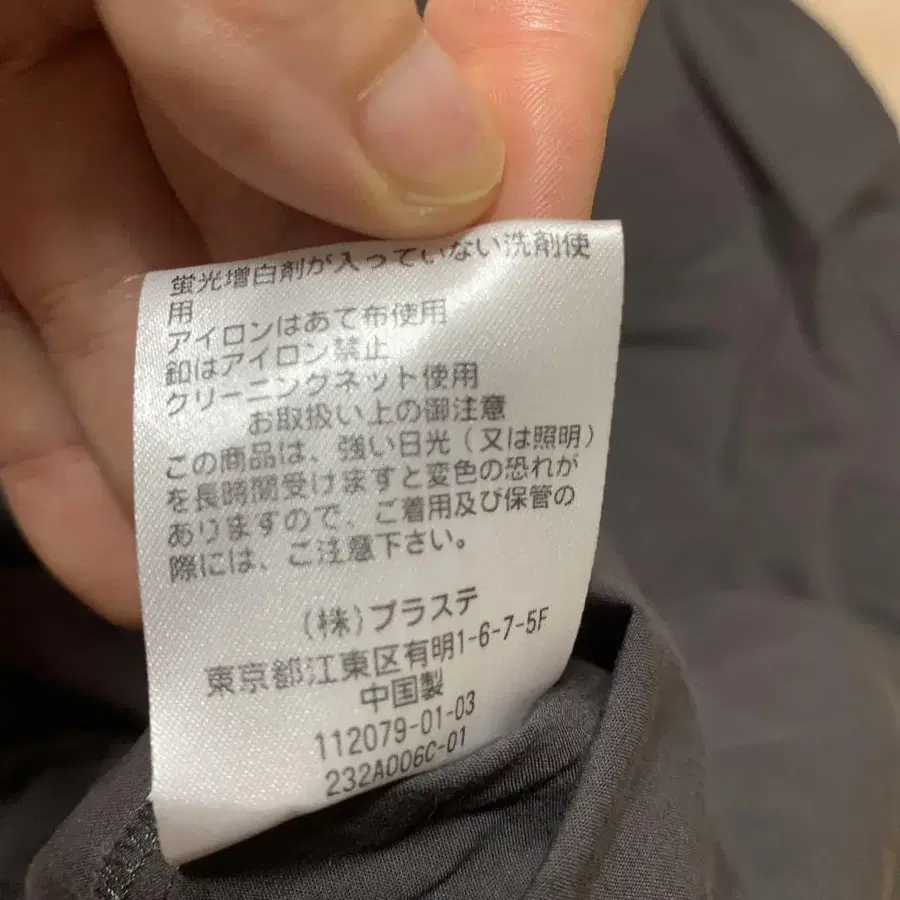 蛍光増白剤が入っていない洗剤使
用
アイロンはあて布使用
釦はアイロン禁止
クリーニングネット使用
お取扱い上の御注意
この商品は、強い日光(又は照明)
を長時間受けますと変色の恐れが
ありますので、ご着用及び保管の
際には、ご注意下さい。
(株)プラステ
東京都江東区有明1-6-7-5F
中国製
112079-01-03
232A006C-01